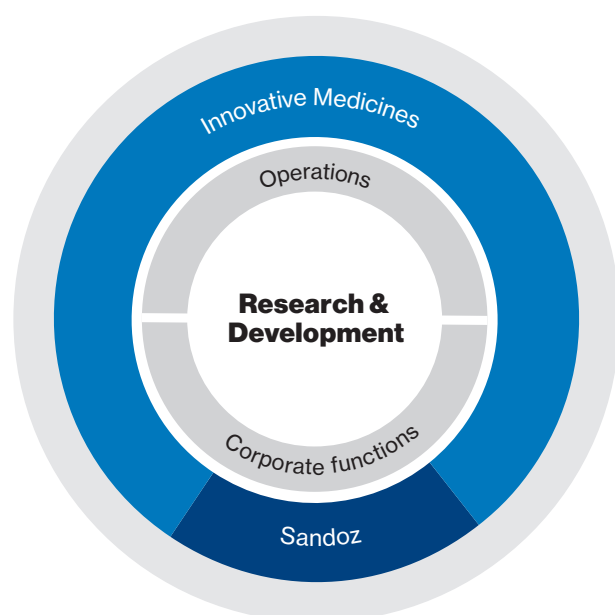 Innovative Medicines
Operations
Research &
Development
Corporate functions
Sandoz